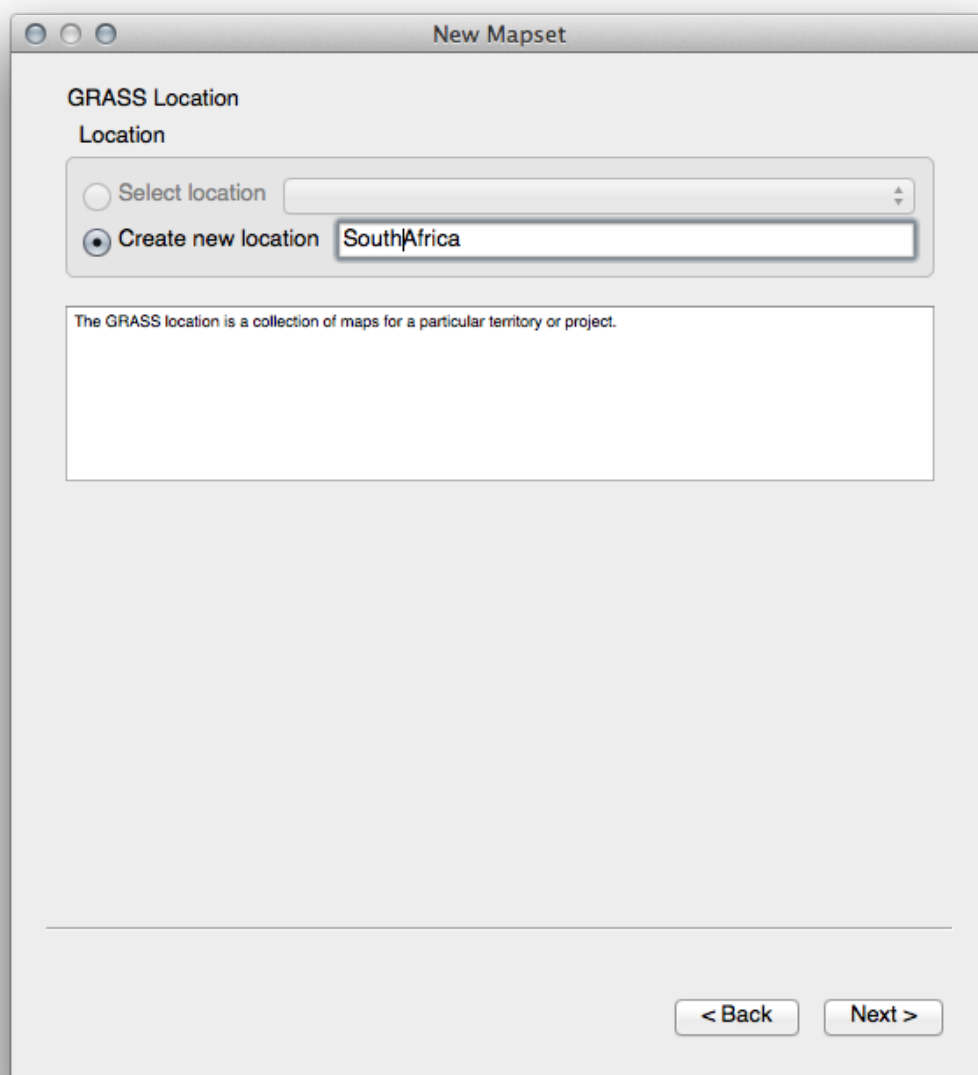 New Mapset
GRASS Location
Location
Select location
Create new location SouthAfrica
The GRASS location is a collection of maps for a particular territory or project.
< Back Next >